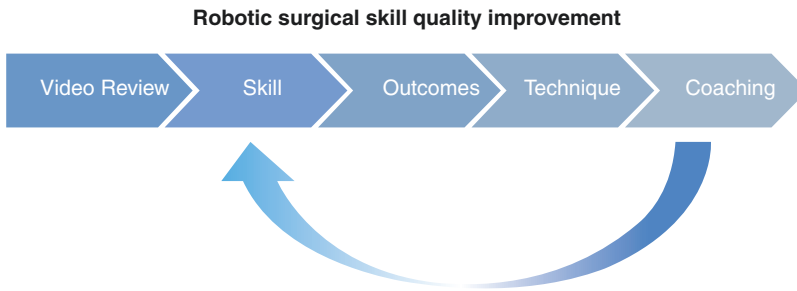 Robotic surgical skill quality improvement
Video Review
Skill
Outcomes
Technique
Coaching